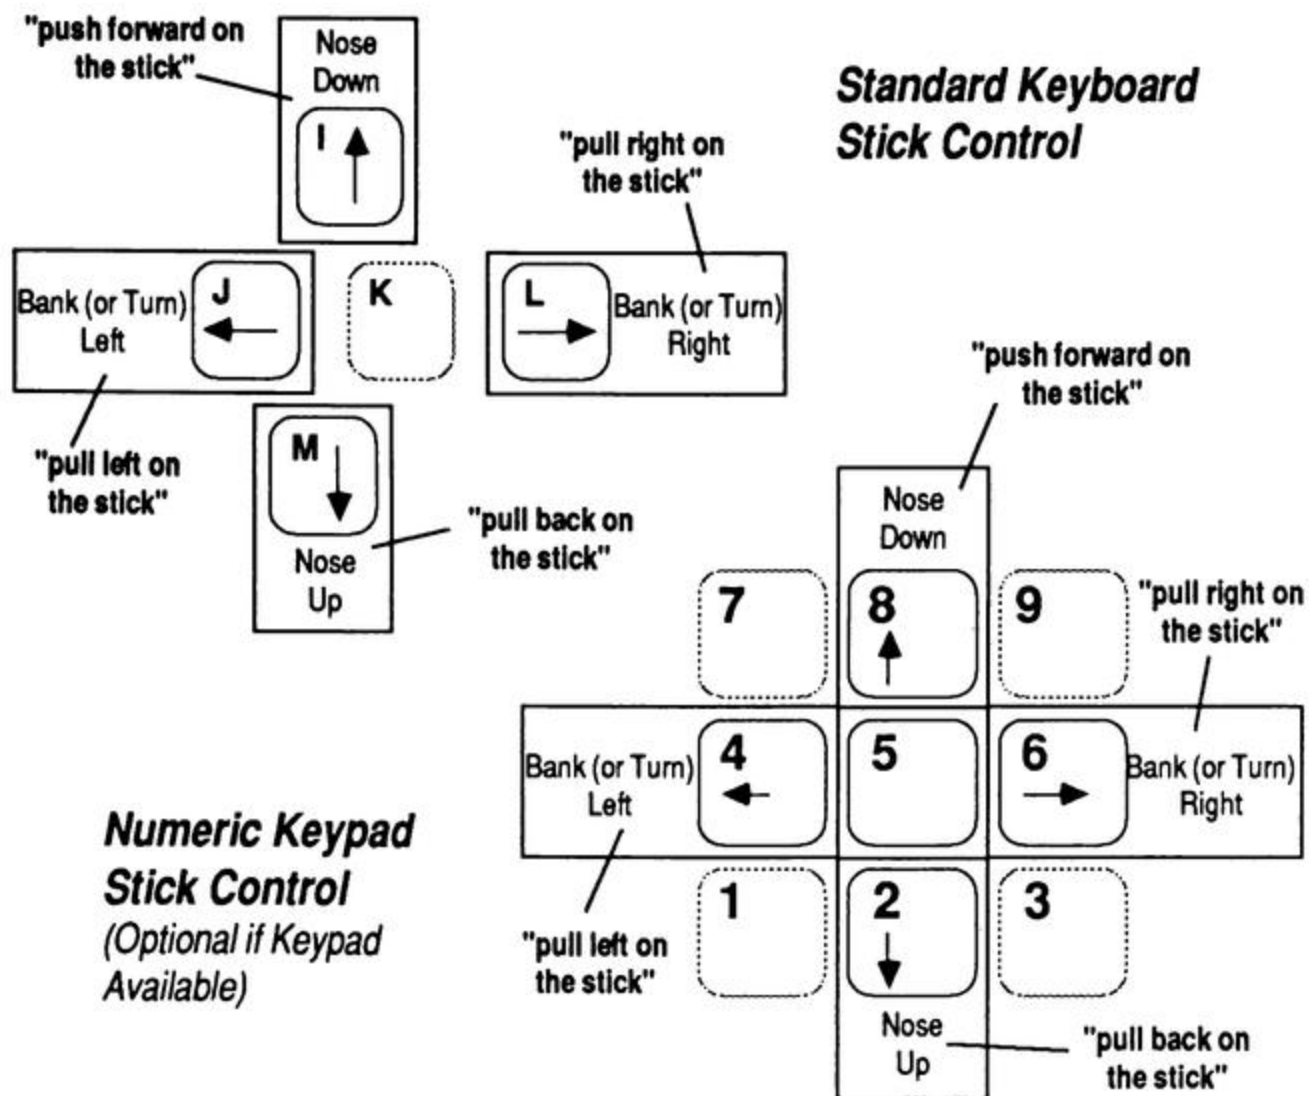 "push forward on
the stick"
Nose
Down
I
Standard Keyboard
Stick Control
"pull right on
the stick"
Bank (or Turn)
Left
J
K
L
Bank (or Turn)
Right
"pull left on
the stick"
M
Nose
Up
"pull back on
the stick"
"push forward on
the stick"
Nose
Down
7
8
9
"pull right on
the stick"
Bank (or Turn)
Left
4
5
6
Bank (or Turn)
Right
Numeric Keypad
Stick Control
(Optional if Keypad
Available)
"pull left on
the stick"
1
2
3
Nose
Up
"pull back on
the stick"